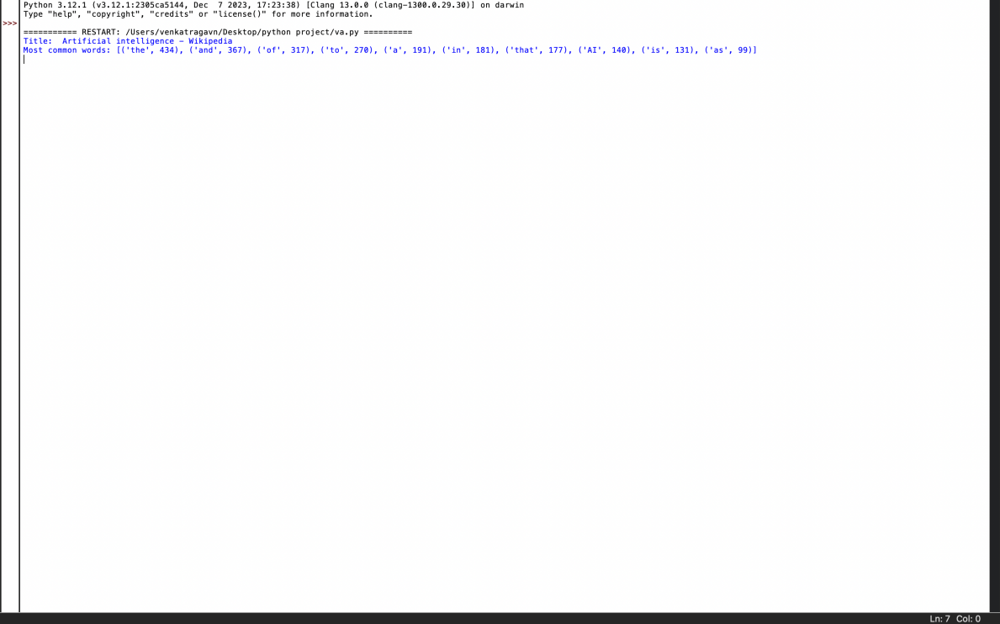 Python 3.12.1 (v3.12.1:2305ca5144, Dec  7 2023, 17:23:38) [Clang 13.0.0 (clang-1300.0.29.30)] on darwin
Type "help", "copyright", "credits" or "license()" for more information.
>>>
=========== RESTART: /Users/venkatragavn/Desktop/python project/va.py ==========
Title:  Artificial intelligence - Wikipedia
Most common words: [('the', 434), ('and', 367), ('of', 317), ('to', 270), ('a', 191), ('in', 181), ('that', 177), ('AI', 140), ('is', 131), ('as', 99)]
Ln: 7 Col: 0